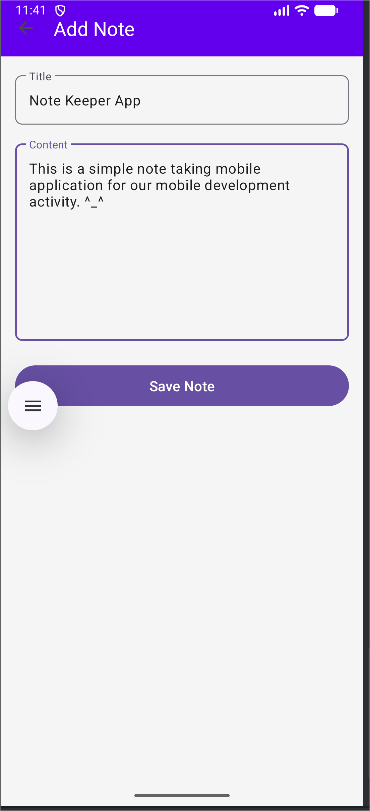 11:41
Add Note
Title
Note Keeper App
Content
This is a simple note taking mobile
application for our mobile development
activity. ^_^
Save Note